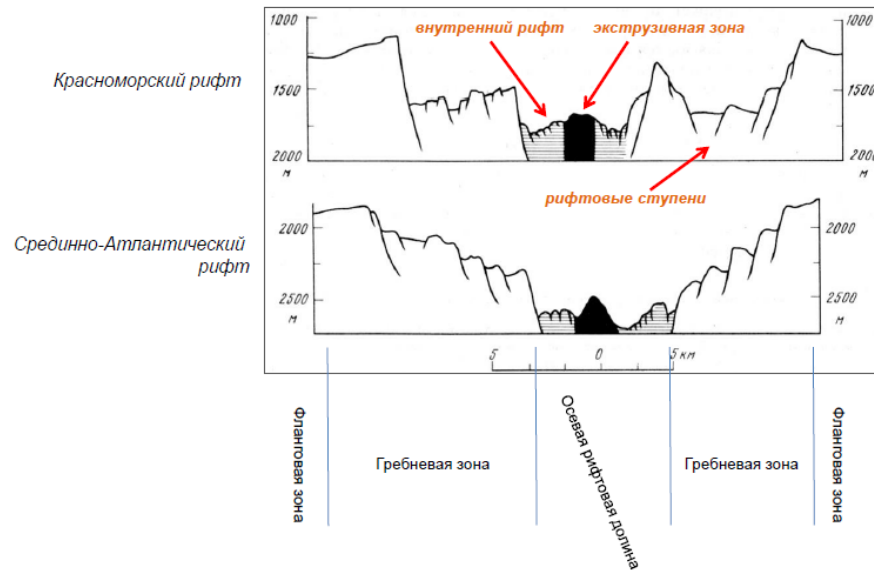 1000
внутренний рифт
экструзивная зона
1000
Красноморский рифт
1500
1500
2000
м
2000
м
рифтовые ступени
2000
2000
Срединно-Атлантический
рифт
2500
м
2500
м
5
0
5 км
Фланговая зона
Гребневая зона
Осевая рифтовая долина
Гребневая зона
Фланговая зона